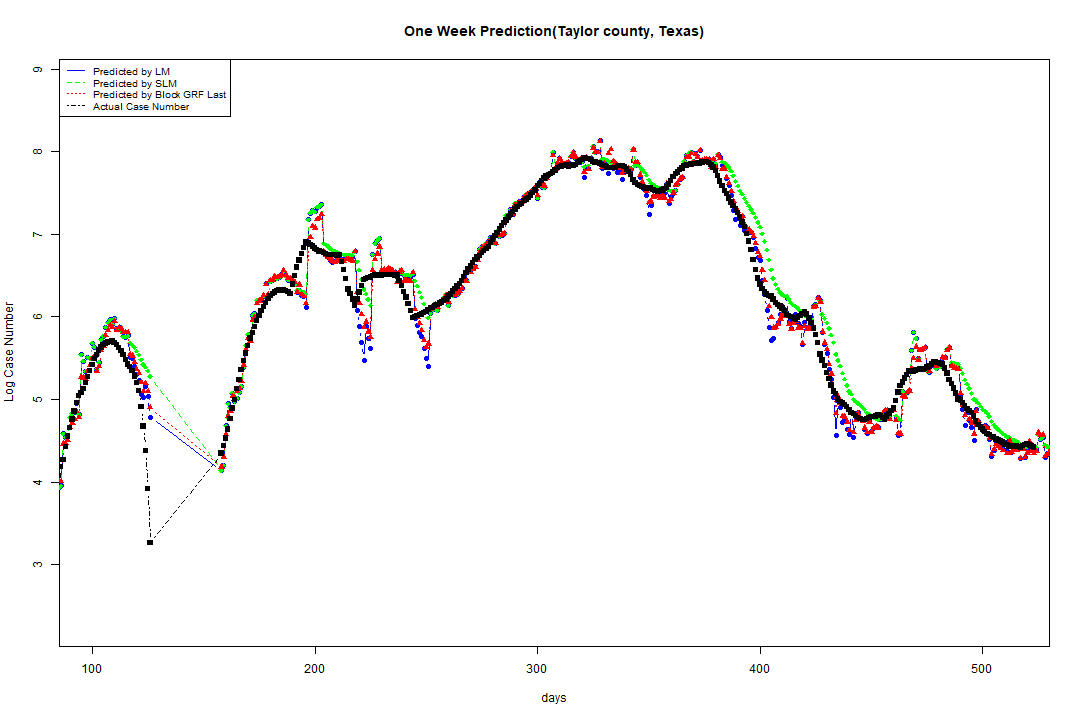 One Week Prediction(Taylor county, Texas)
Predicted by LM
Predicted by SLM
Predicted by Block GRF Last
Actual Case Number
9
8
7
6
5
4
3
Log Case Number
100 200 300 400 500
days